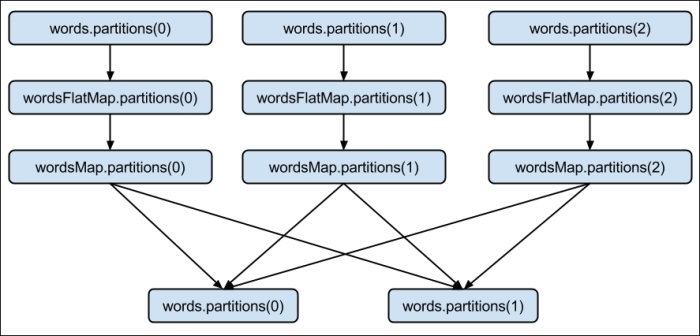 words.partitions(0)
words.partitions(1)
words.partitions(2)
wordsFlatMap.partitions(0)
wordsFlatMap.partitions(1)
wordsFlatMap.partitions(2)
wordsMap.partitions(0)
wordsMap.partitions(1)
wordsMap.partitions(2)
words.partitions(0)
words.partitions(1)